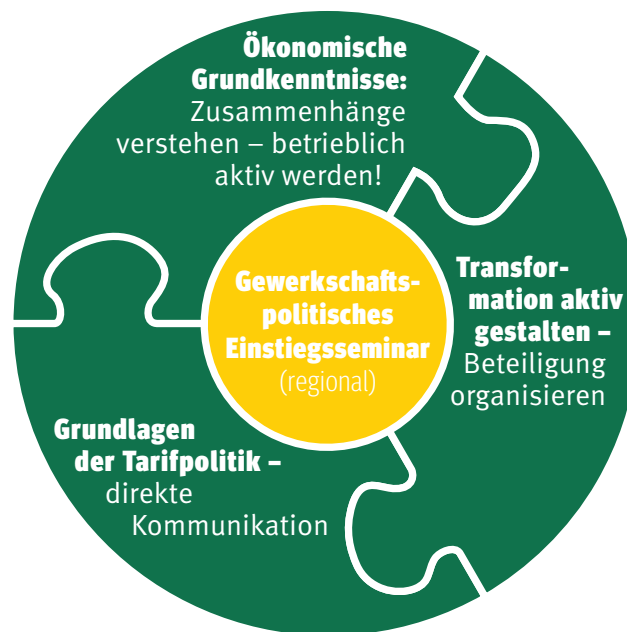 Ökonomische
Grundkenntnisse:
Zusammenhänge
verstehen – betrieblich
aktiv werden!
Gewerkschafts-
politisches
Einstiegsseminar
(regional)
Transfor-
mation aktiv
gestalten –
Beteiligung
organisieren
Grundlagen
der Tarifpolitik –
direkte
Kommunikation